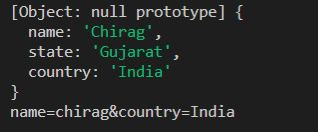 [Object: null prototype] {
  name: 'Chirag',
  state: 'Gujarat',
  country: 'India'
}
name=chirag&country=India